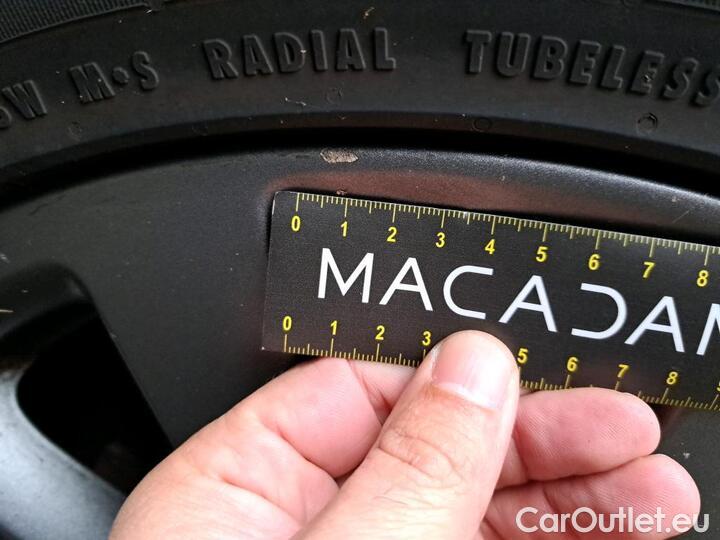 M•S RADIAL TUBELESS
0 1 2 3 4 5 6 7 8
MACADAM
0 1 2 3 5 6 7 8 9
CarOutlet.eu